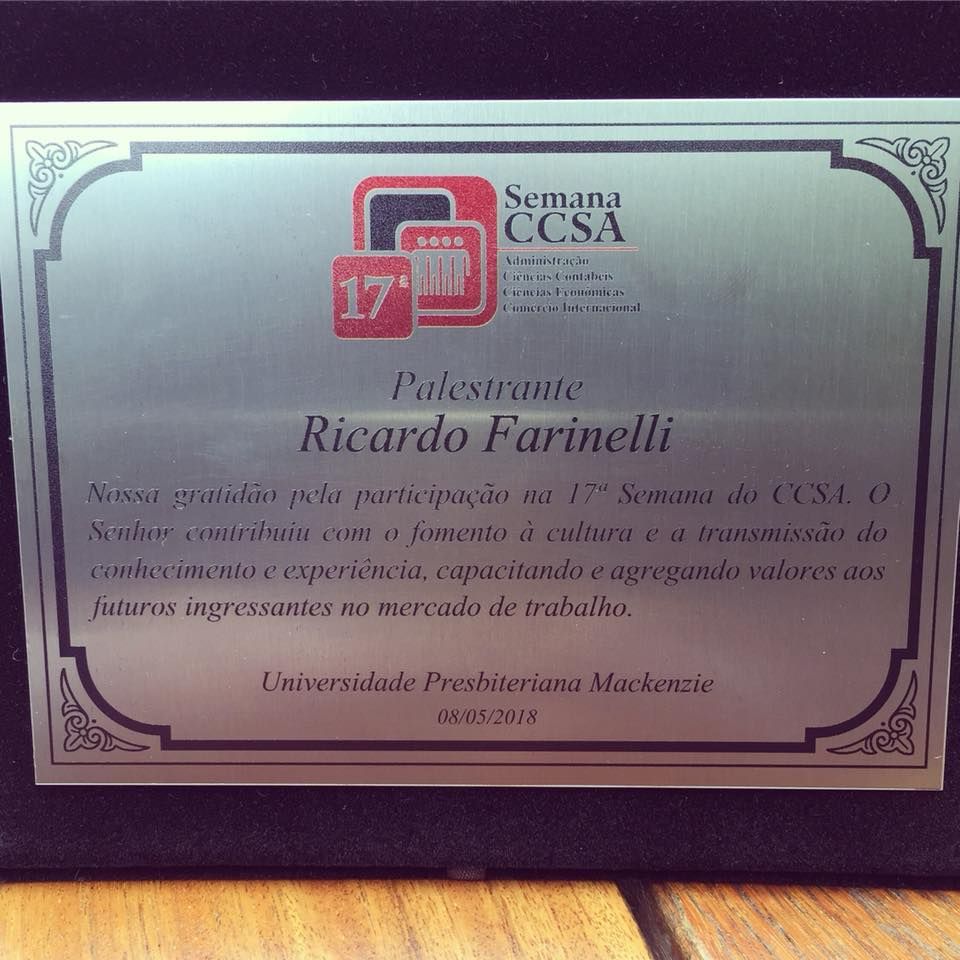 Semana
CCSA
17ª
Administração
Ciências Contábeis
Ciências Econômicas
Comércio Internacional
Palestrante
Ricardo Farinelli
Nossa gratidão pela participação na 17ª Semana do CCSA. O
Senhor contribuiu com o fomento à cultura e a transmissão do
conhecimento e experiência, capacitando e agregando valores aos
futuros ingressantes no mercado de trabalho.
Universidade Presbiteriana Mackenzie
08/05/2018